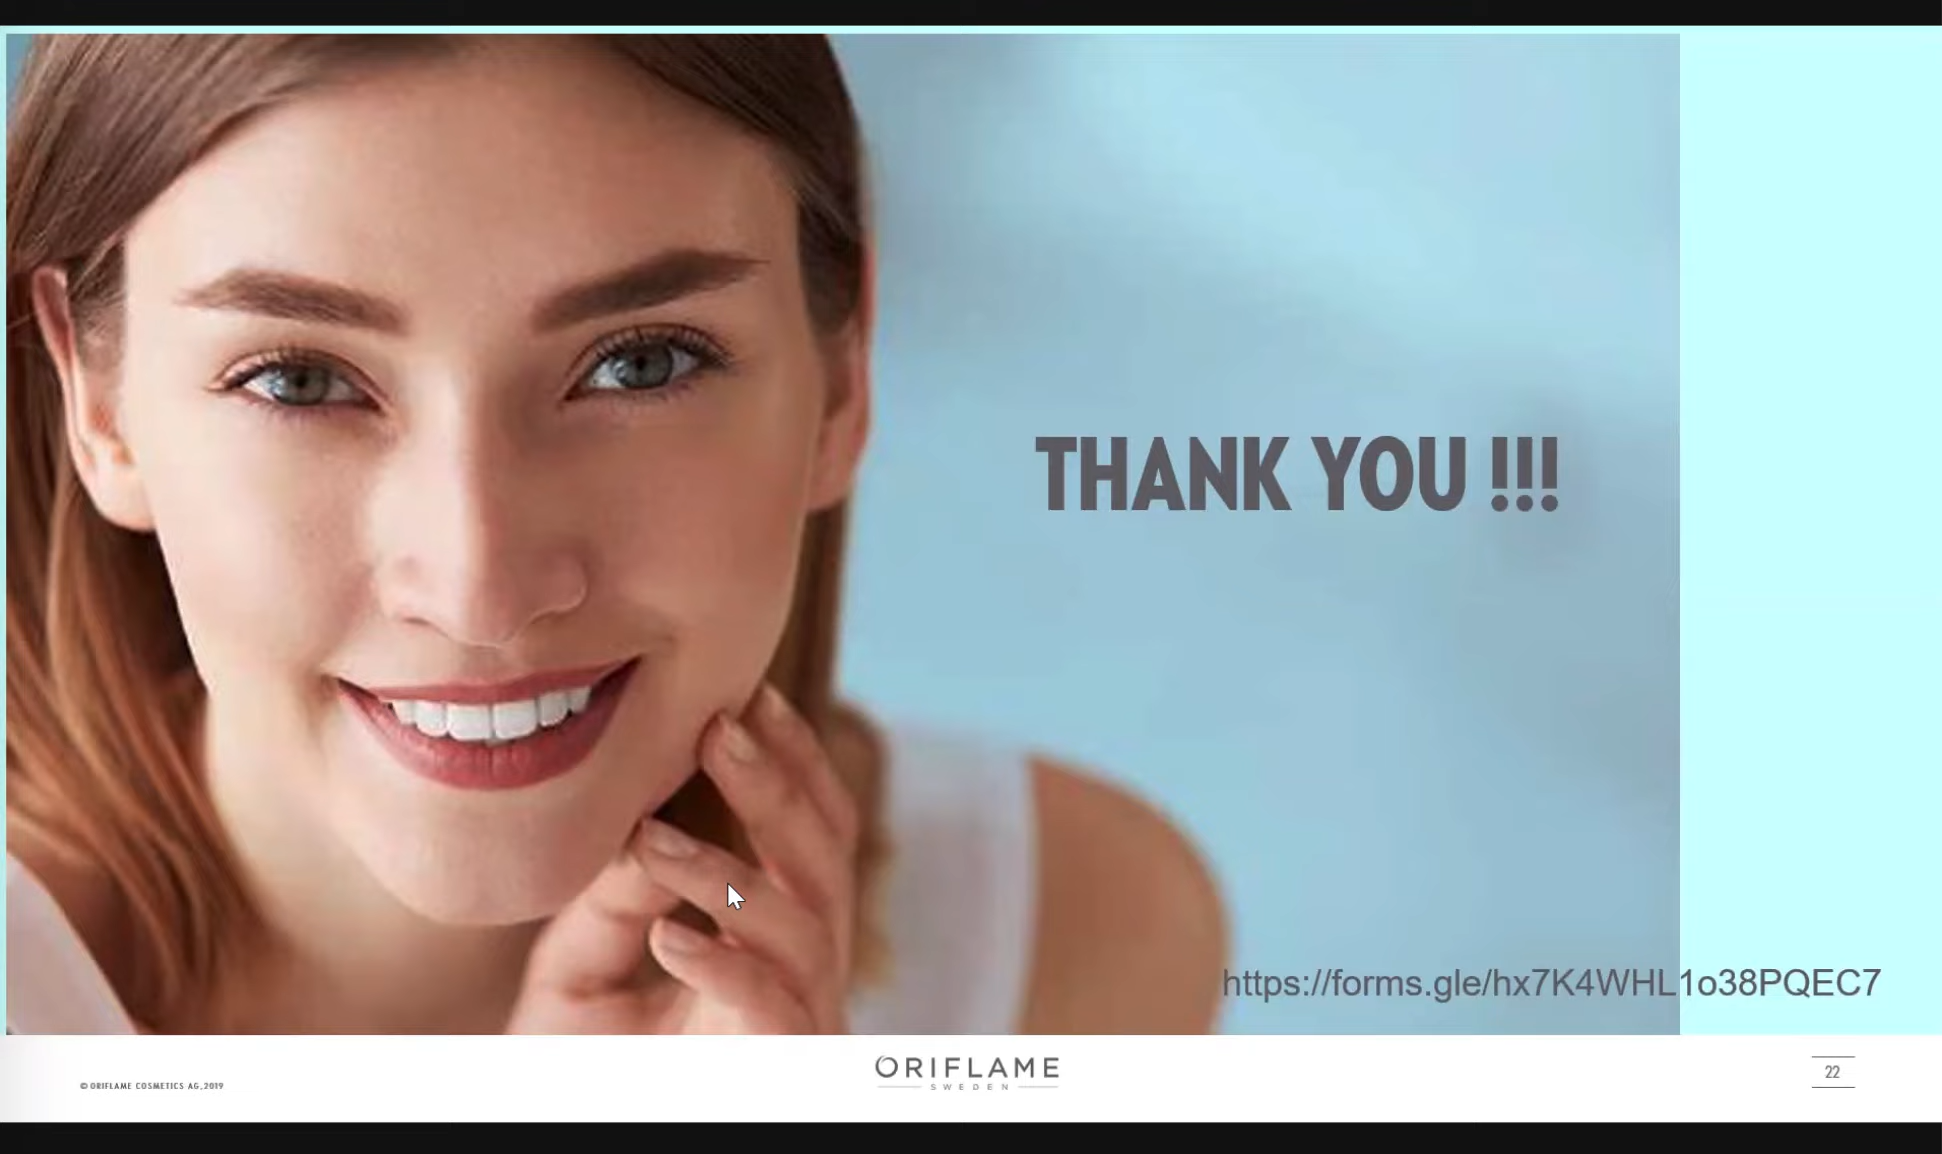 THANK YOU !!!
https://forms.gle/hx7K4WHL1o38PQEC7
© ORIFLAME COSMETICS AG, 2019
ORIFLAME
SWEDEN
22